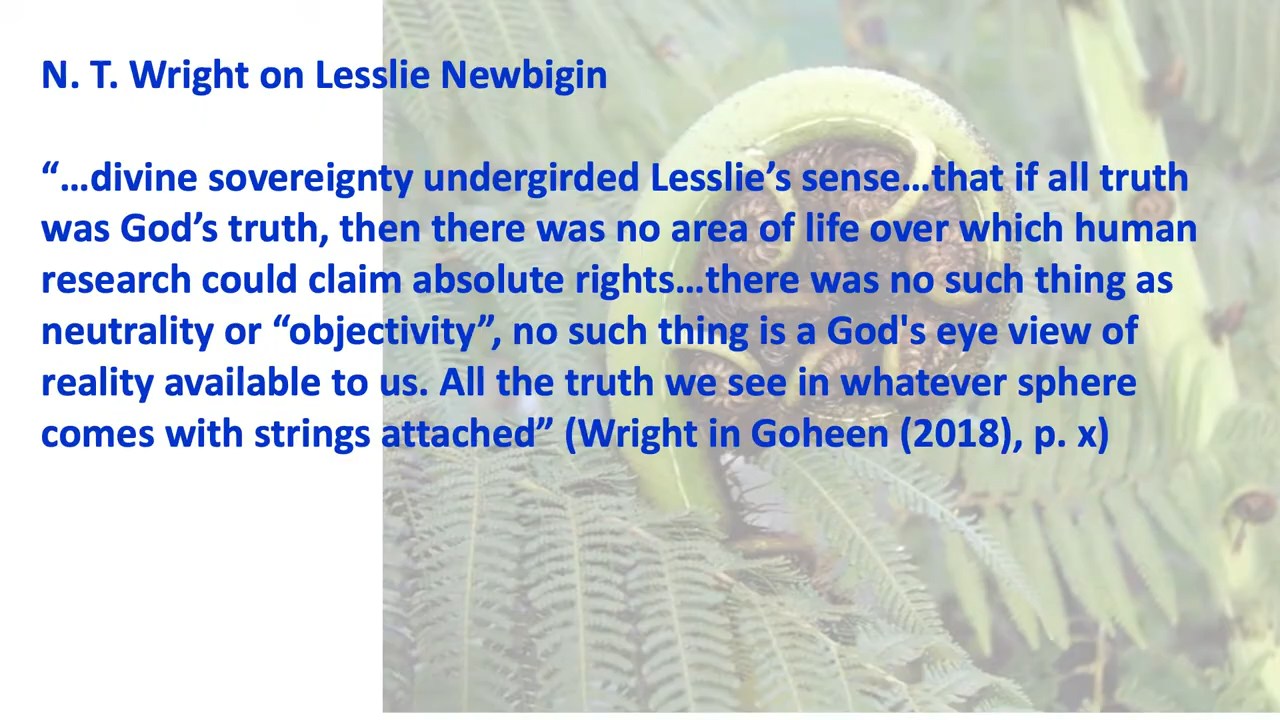 N. T. Wright on Lesslie Newbigin
“…divine sovereignty undergirded Lesslie’s sense…that if all truth
was God’s truth, then there was no area of life over which human
research could claim absolute rights…there was no such thing as
neutrality or “objectivity”, no such thing is a God's eye view of
reality available to us. All the truth we see in whatever sphere
comes with strings attached” (Wright in Goheen (2018), p. x)